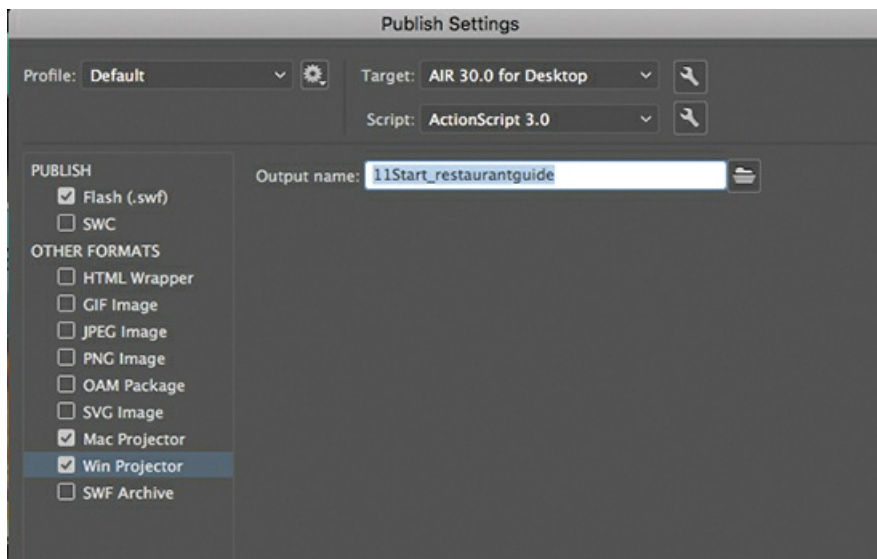 Publish Settings
Profile: Default
Target: AIR 30.0 for Desktop
Script: ActionScript 3.0
PUBLISH
Flash (.swf)
SWC
OTHER FORMATS
HTML Wrapper
GIF Image
JPEG Image
PNG Image
OAM Package
SVG Image
Mac Projector
Win Projector
SWF Archive
Output name: 11Start_restaurantguide